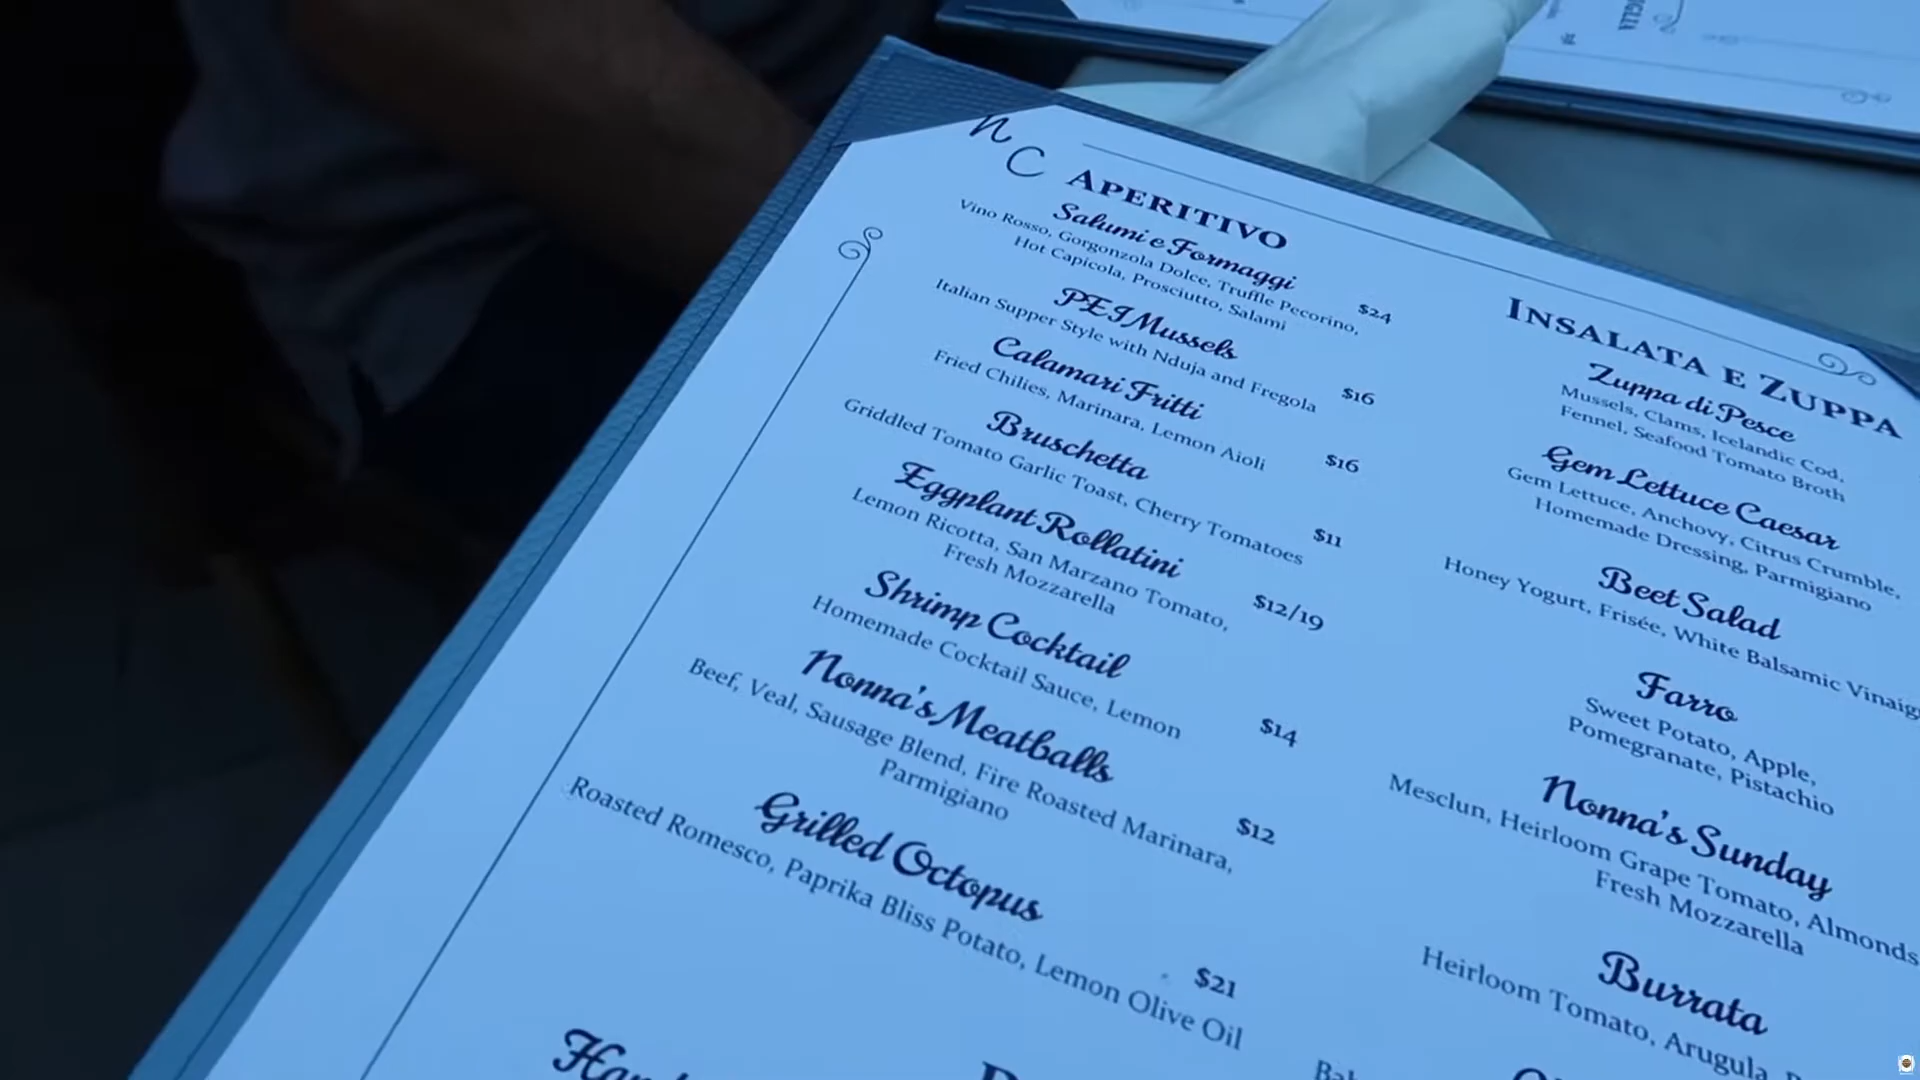 n
C
APERITIVO
Salumi e Formaggi $24
Vino Rosso, Gorgonzola Dolce, Truffle Pecorino,
Hot Capicola, Prosciutto, Salami
PEI Mussels $16
Italian Supper Style with Nduja and Fregola
Calamari Fritti $16
Fried Chilies, Marinara, Lemon Aioli
Bruschetta $11
Griddled Tomato Garlic Toast, Cherry Tomatoes
Eggplant Rollatini $12/19
Lemon Ricotta, San Marzano Tomato,
Fresh Mozzarella
Shrimp Cocktail $14
Homemade Cocktail Sauce, Lemon
Nonna's Meatballs $12
Beef, Veal, Sausage Blend, Fire Roasted Marinara,
Parmigiano
Grilled Octopus $21
Roasted Romesco, Paprika Bliss Potato, Lemon Olive Oil
INSALATA E ZUPPA
Zuppa di Pesce
Mussels, Clams, Icelandic Cod,
Fennel, Seafood Tomato Broth
Gem Lettuce Caesar
Gem Lettuce, Anchovy, Citrus Crumble,
Homemade Dressing, Parmigiano
Beet Salad
Honey Yogurt, Frisée, White Balsamic Vinaig
Farro
Sweet Potato, Apple,
Pomegranate, Pistachio
Nonna's Sunday
Mesclun, Heirloom Grape Tomato, Almonds
Fresh Mozzarella
Burrata
Heirloom Tomato, Arugula,